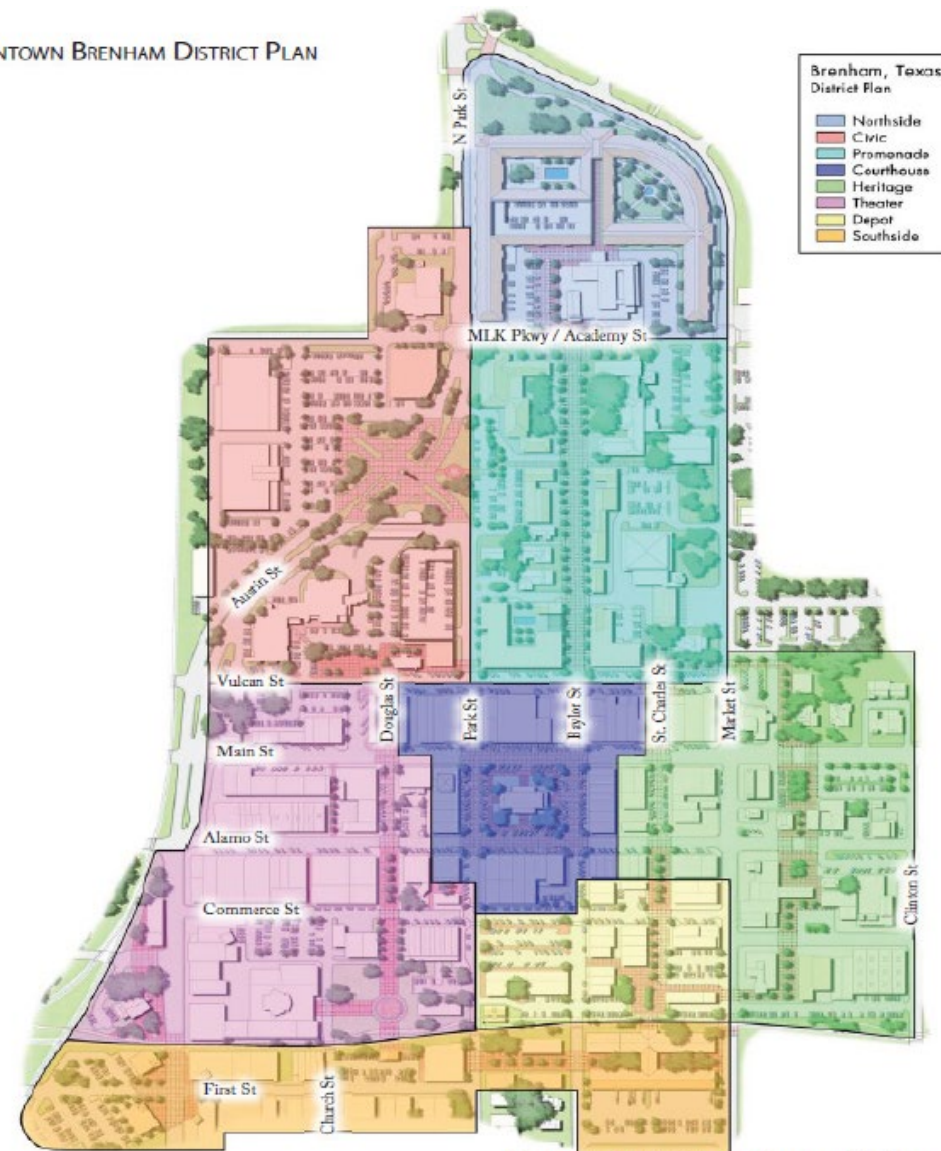 NTOWN BRENHAM DISTRICT PLAN
Brenham, Texas
District Plan
Northside
Civic
Promenade
Courthouse
Heritage
Theater
Depot
Southside
N Park St
MLK Pkwy / Academy St
Austin St
Vulcan St
Douglas St
Park St
Baylor St
St. Charles St
Market St
Main St
Alamo St
Commerce St
Clinton St
First St
Church St